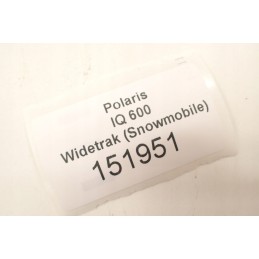 Polaris
IQ 600
Widetrak (Snowmobile)
151951